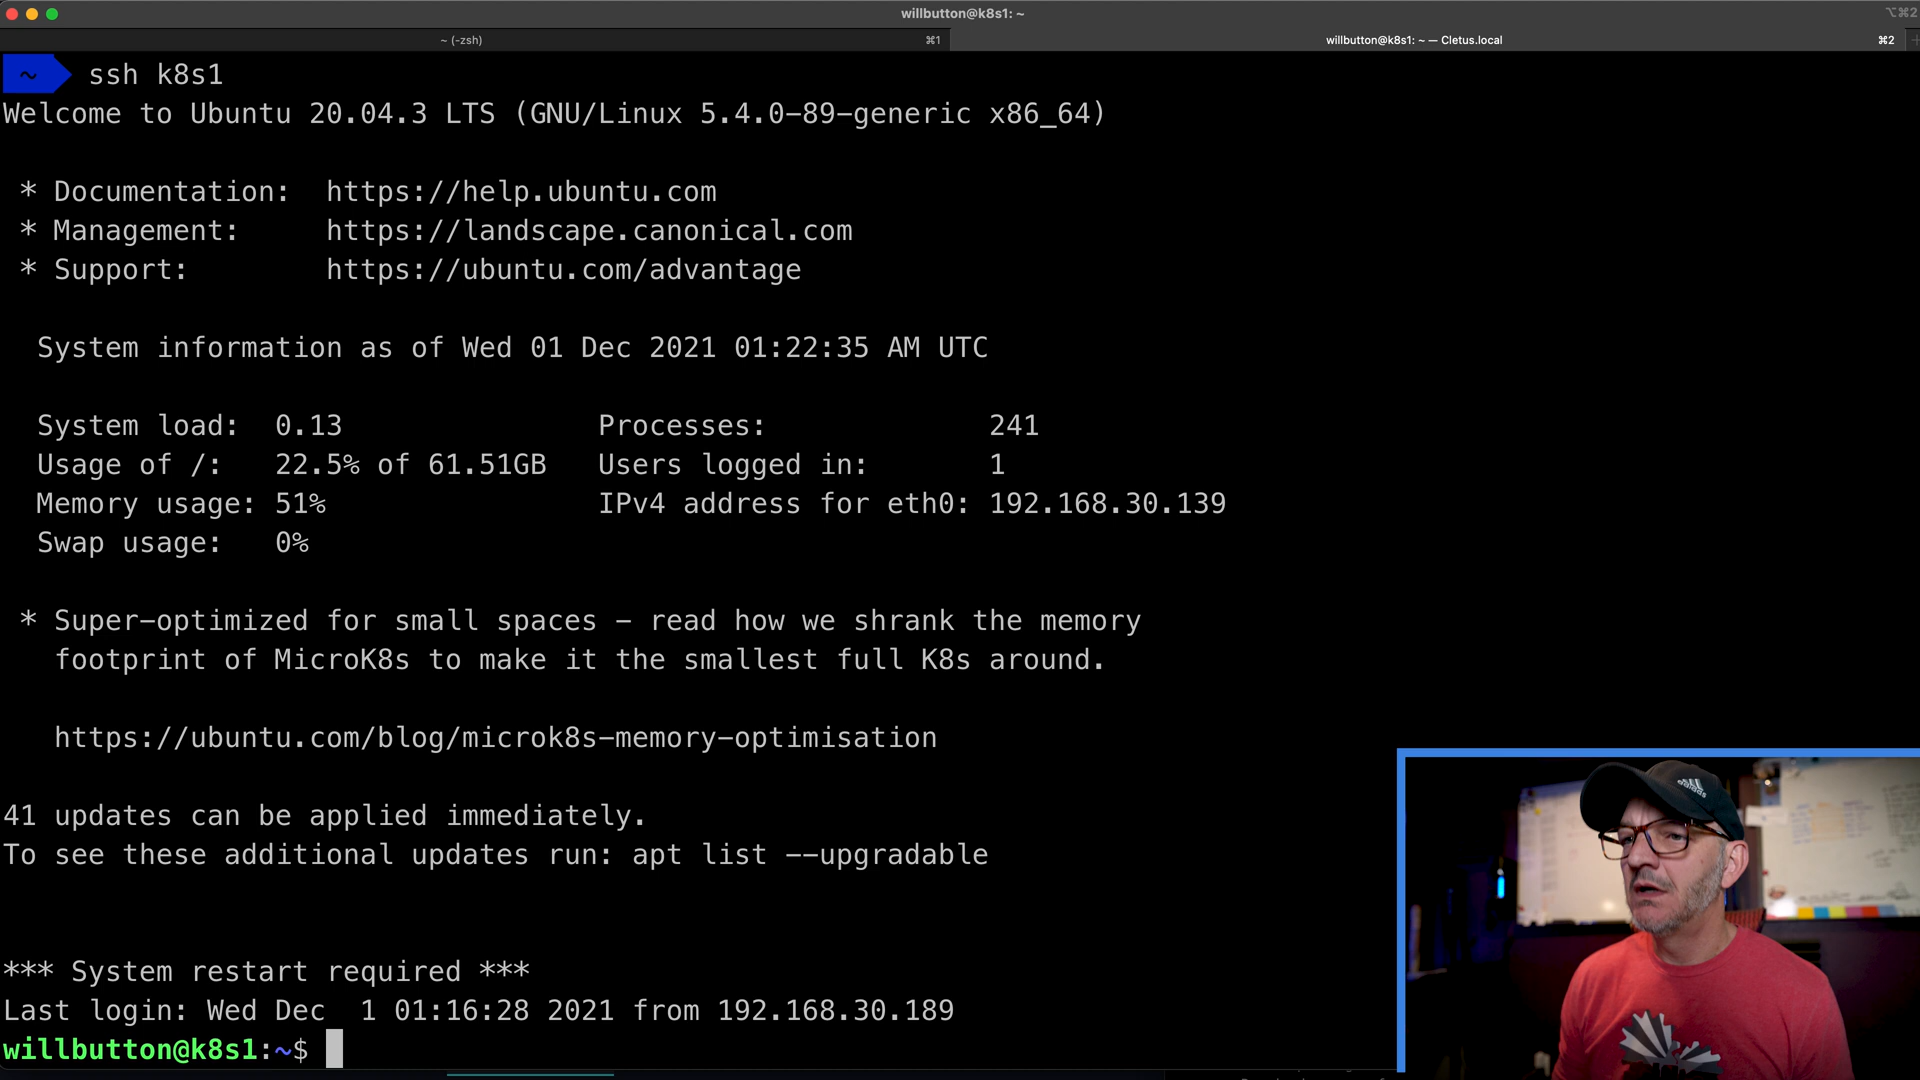 willbutton@k8s1: ~
⌥⌘2
~ (-zsh)
⌘1
willbutton@k8s1: ~ — Cletus.local
⌘2
~ ssh k8s1
Welcome to Ubuntu 20.04.3 LTS (GNU/Linux 5.4.0-89-generic x86_64)
* Documentation: https://help.ubuntu.com
* Management: https://landscape.canonical.com
* Support: https://ubuntu.com/advantage
System information as of Wed 01 Dec 2021 01:22:35 AM UTC
System load: 0.13 Processes: 241
Usage of /: 22.5% of 61.51GB Users logged in: 1
Memory usage: 51% IPv4 address for eth0: 192.168.30.139
Swap usage: 0%
* Super-optimized for small spaces - read how we shrank the memory
footprint of MicroK8s to make it the smallest full K8s around.
https://ubuntu.com/blog/microk8s-memory-optimisation
41 updates can be applied immediately.
To see these additional updates run: apt list --upgradable
*** System restart required ***
Last login: Wed Dec 1 01:16:28 2021 from 192.168.30.189
willbutton@k8s1:~$
adidas